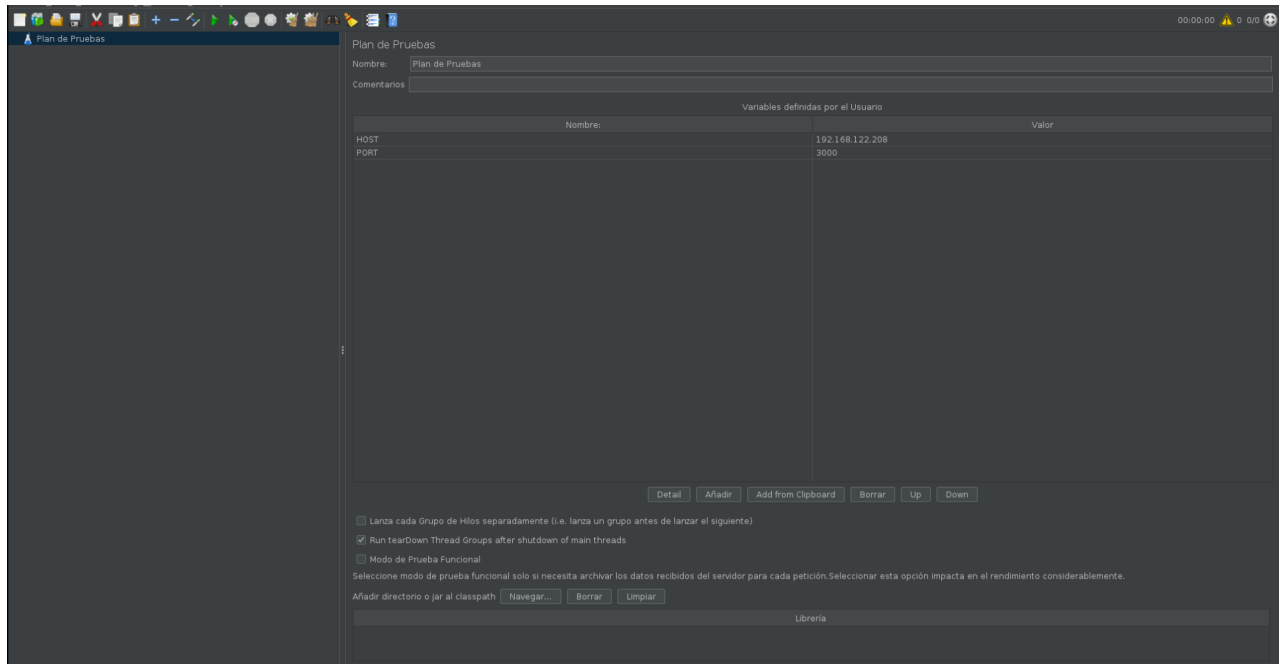 00:00:00 0 0/0
Plan de Pruebas
Plan de Pruebas
Nombre: Plan de Pruebas
Comentarios
Variables definidas por el Usuario
Nombre: Valor
HOST 192.168.122.208
PORT 3000
Detail Añadir Add from Clipboard Borrar Up Down
Lanza cada Grupo de Hilos separadamente (i.e. lanza un grupo antes de lanzar el siguiente)
Run tearDown Thread Groups after shutdown of main threads
Modo de Prueba Funcional
Seleccione modo de prueba funcional solo si necesita archivar los datos recibidos del servidor para cada petición.Seleccionar esta opción impacta en el rendimiento considerablemente.
Añadir directorio o jar al classpath Navegar... Borrar Limpiar
Librería